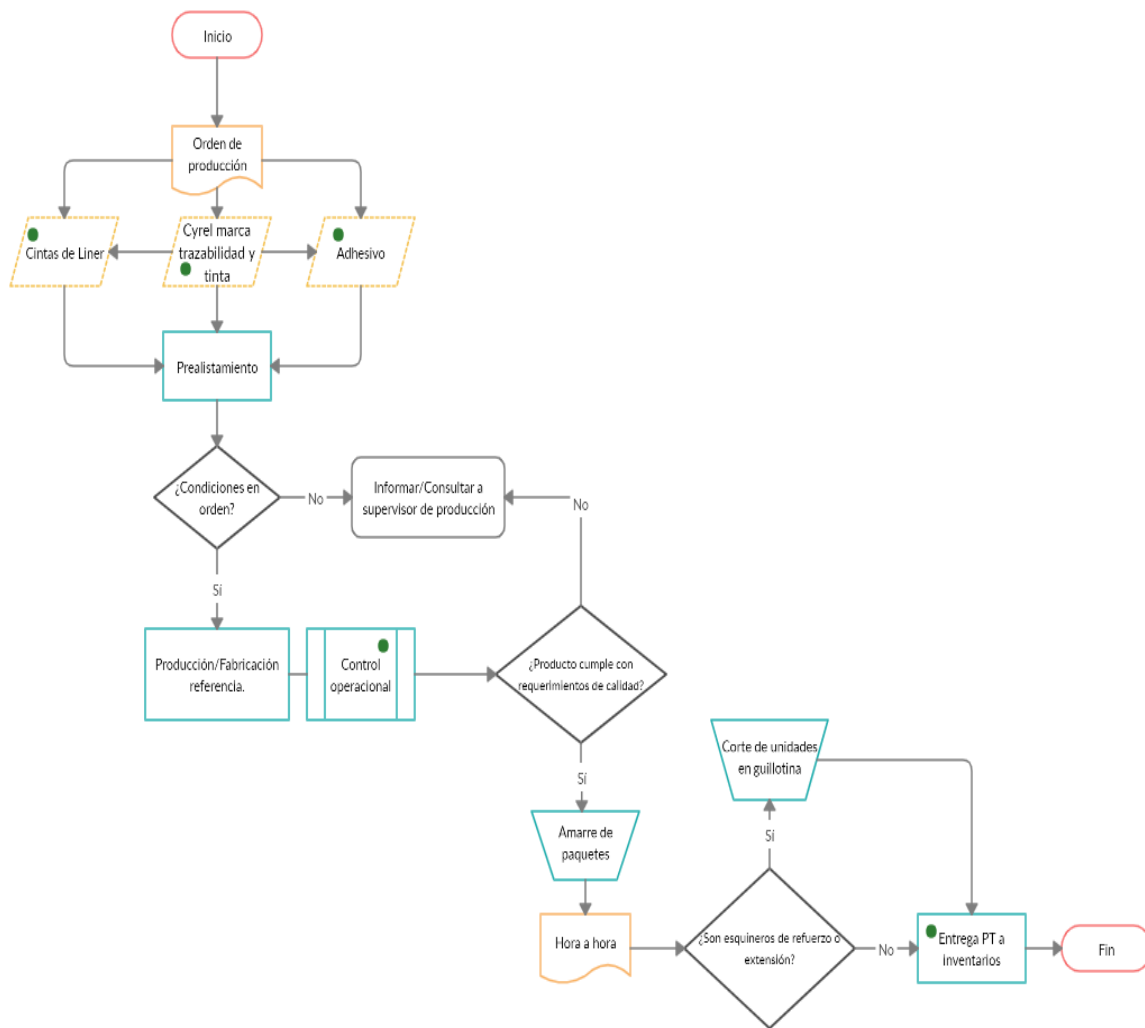 Inicio
Orden de
producción
Cintas de Liner
Cyrel marca
trazabilidad y
tinta
Adhesivo
Prealistamiento
¿Condiciones en
orden?
No
Informar/Consultar a
supervisor de producción
No
Sí
Producción/Fabricación
referencia.
Control
operacional
¿Producto cumple con
requerimientos de calidad?
Sí
Amarre de
paquetes
Hora a hora
¿Son esquineros de refuerzo o
extensión?
Sí
Corte de unidades
en guillotina
No
Entrega PT a
inventarios
Fin